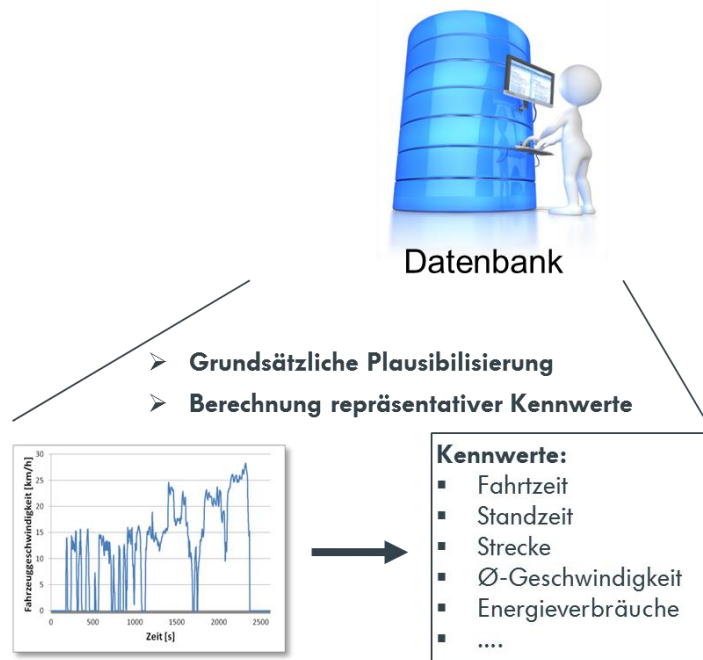 Datenbank
➢ Grundsätzliche Plausibilisierung
➢ Berechnung repräsentativer Kennwerte
Fahrzeuggeschwindigkeit [km/h]
30
25
20
15
10
5
0
0 500 1000 1500 2000 2500
Zeit [s]
Kennwerte:
▪ Fahrtzeit
▪ Standzeit
▪ Strecke
▪ Ø-Geschwindigkeit
▪ Energieverbräuche
▪ ....